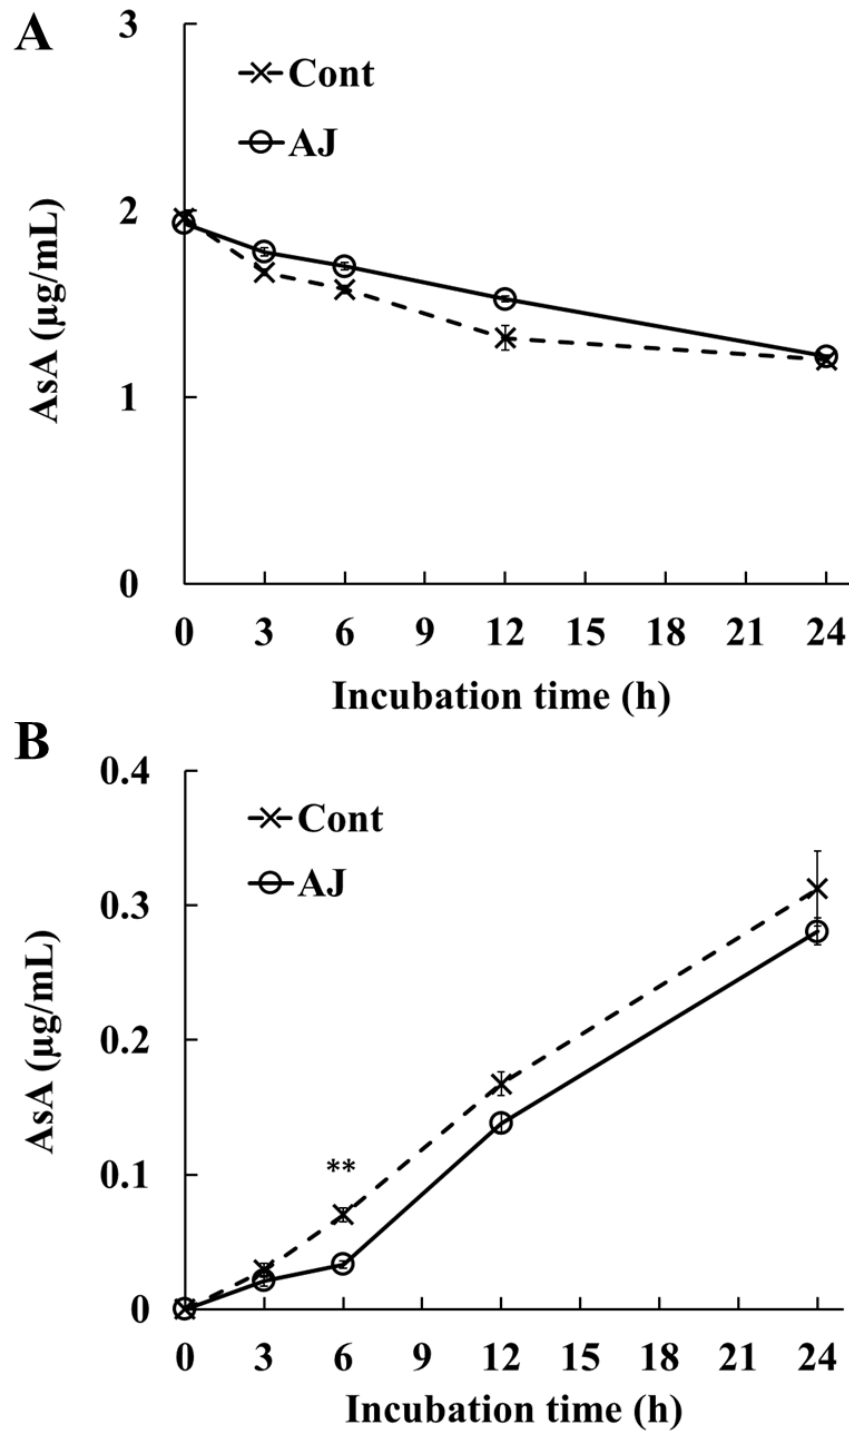 A
3
Cont
AJ
2
AsA (µg/mL)
1
0
0 3 6 9 12 15 18 21 24
Incubation time (h)
B
0.4
Cont
AJ
0.3
AsA (µg/mL)
0.2
**
0.1
0
0 3 6 9 12 15 18 21 24
Incubation time (h)